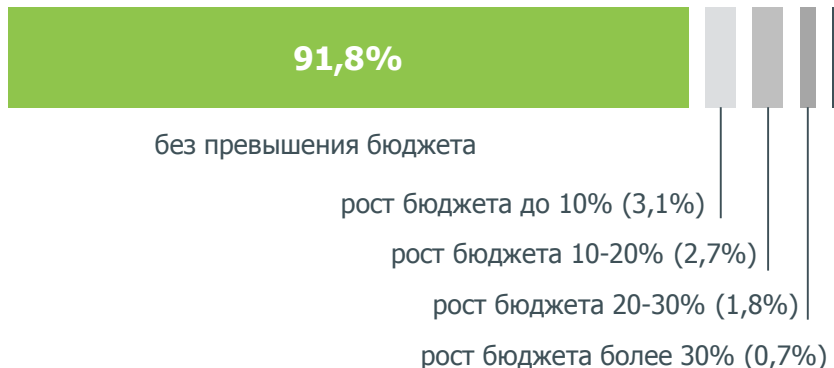 91,8%
без превышения бюджета
рост бюджета до 10% (3,1%)
рост бюджета 10-20% (2,7%)
рост бюджета 20-30% (1,8%)
рост бюджета более 30% (0,7%)